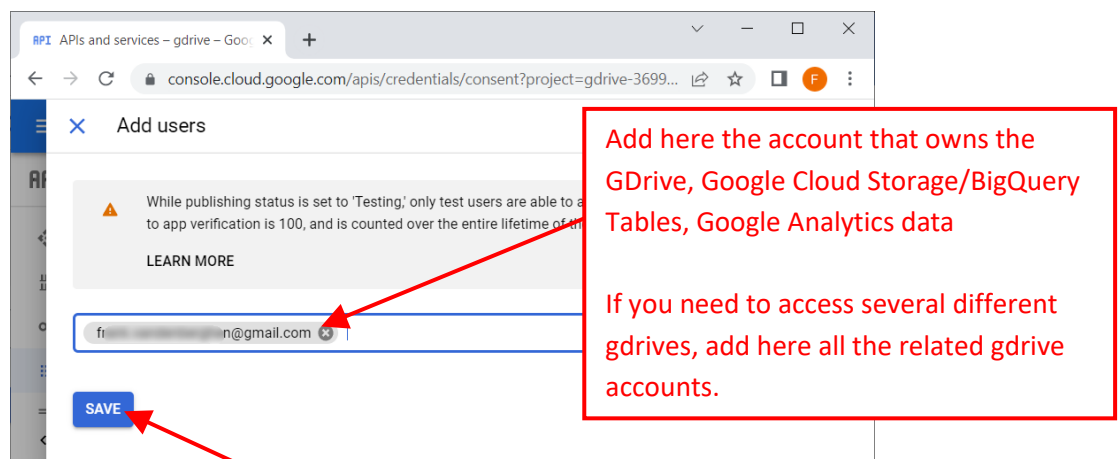 API APIs and services – gdrive – Goo
console.cloud.google.com/apis/credentials/consent?project=gdrive-3699... F
Add users
While publishing status is set to 'Testing,' only test users are able to a
to app verification is 100, and is counted over the entire lifetime of th
LEARN MORE
n@gmail.com
SAVE
Add here the account that owns the
GDrive, Google Cloud Storage/BigQuery
Tables, Google Analytics data
If you need to access several different
gdrives, add here all the related gdrive
accounts.